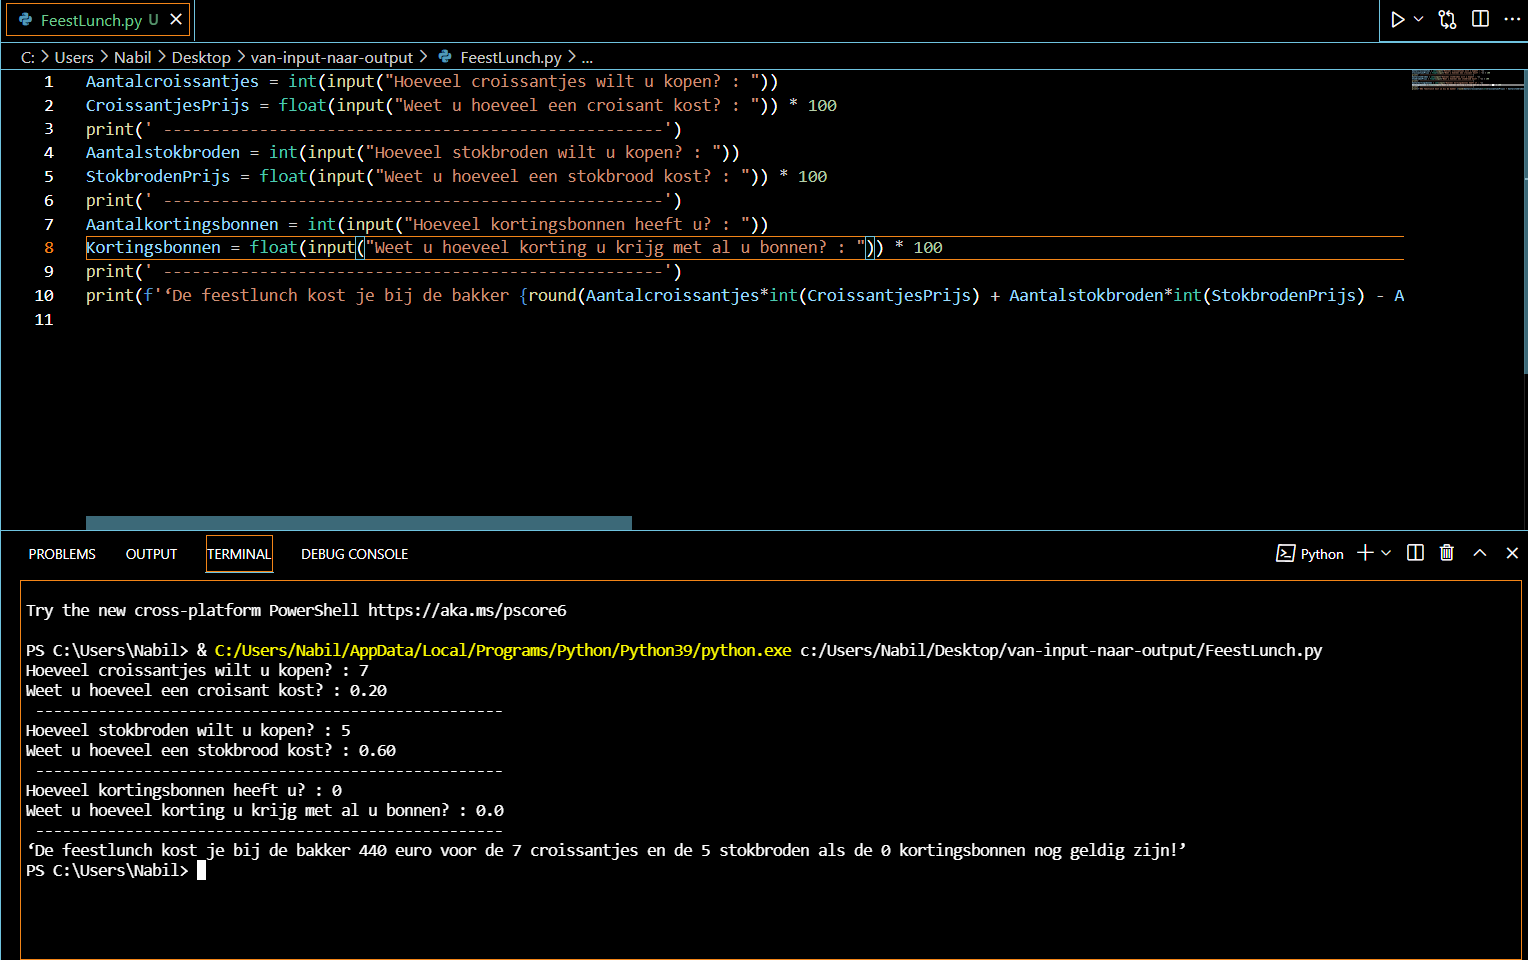 FeestLunch.py U
C: > Users > Nabil > Desktop > van-input-naar-output > FeestLunch.py > ...
1 Aantalcroissantjes = int(input("Hoeveel croissantjes wilt u kopen? : "))
2 CroissantjesPrijs = float(input("Weet u hoeveel een croisant kost? : ")) * 100
3 print(' ----------------------------------------------------')
4 Aantalstokbroden = int(input("Hoeveel stokbroden wilt u kopen? : "))
5 StokbrodenPrijs = float(input("Weet u hoeveel een stokbrood kost? : ")) * 100
6 print(' ----------------------------------------------------')
7 Aantalkortingsbonnen = int(input("Hoeveel kortingsbonnen heeft u? : "))
8 Kortingsbonnen = float(input("Weet u hoeveel korting u krijg met al u bonnen? : ")) * 100
9 print(' ----------------------------------------------------')
10 print(f'‘De feestlunch kost je bij de bakker {round(Aantalcroissantjes*int(CroissantjesPrijs) + Aantalstokbroden*int(StokbrodenPrijs) - A
11
PROBLEMS OUTPUT TERMINAL DEBUG CONSOLE Python
Try the new cross-platform PowerShell https://aka.ms/pscore6
PS C:\Users\Nabil> & C:/Users/Nabil/AppData/Local/Programs/Python/Python39/python.exe c:/Users/Nabil/Desktop/van-input-naar-output/FeestLunch.py
Hoeveel croissantjes wilt u kopen? : 7
Weet u hoeveel een croisant kost? : 0.20
----------------------------------------------------
Hoeveel stokbroden wilt u kopen? : 5
Weet u hoeveel een stokbrood kost? : 0.60
----------------------------------------------------
Hoeveel kortingsbonnen heeft u? : 0
Weet u hoeveel korting u krijg met al u bonnen? : 0.0
----------------------------------------------------
‘De feestlunch kost je bij de bakker 440 euro voor de 7 croissantjes en de 5 stokbroden als de 0 kortingsbonnen nog geldig zijn!’
PS C:\Users\Nabil>